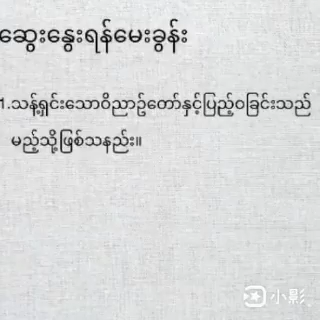 ဆွေးနွေးရန်မေးခွန်း
1.သန့်ရှင်းသောဝိညာဉ်တော်နှင့်ပြည့်ဝခြင်းသည်
မည်သို့ဖြစ်သနည်း။
小影